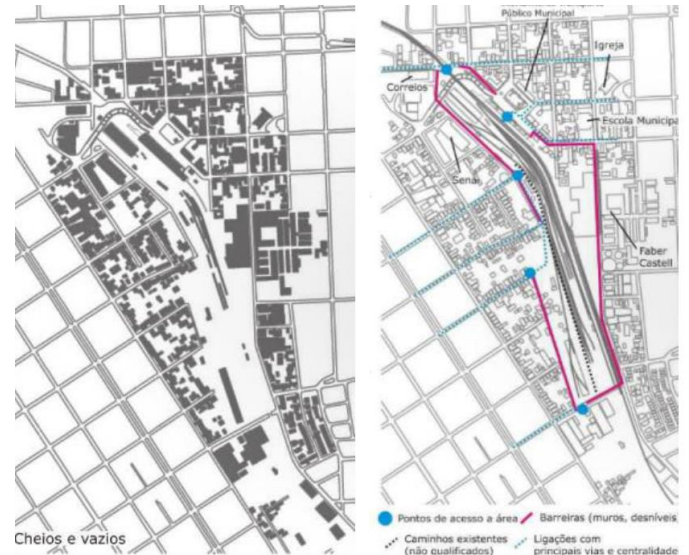 Público Municipal
Igreja
Correios
Escola Municipa
Senai
Faber
Castell
Cheios e vazios
Pontos de acesso a área
Barreiras (muros, desníveis)
Caminhos existentes
(não qualificados)
Ligações com
principais vias e centralidade